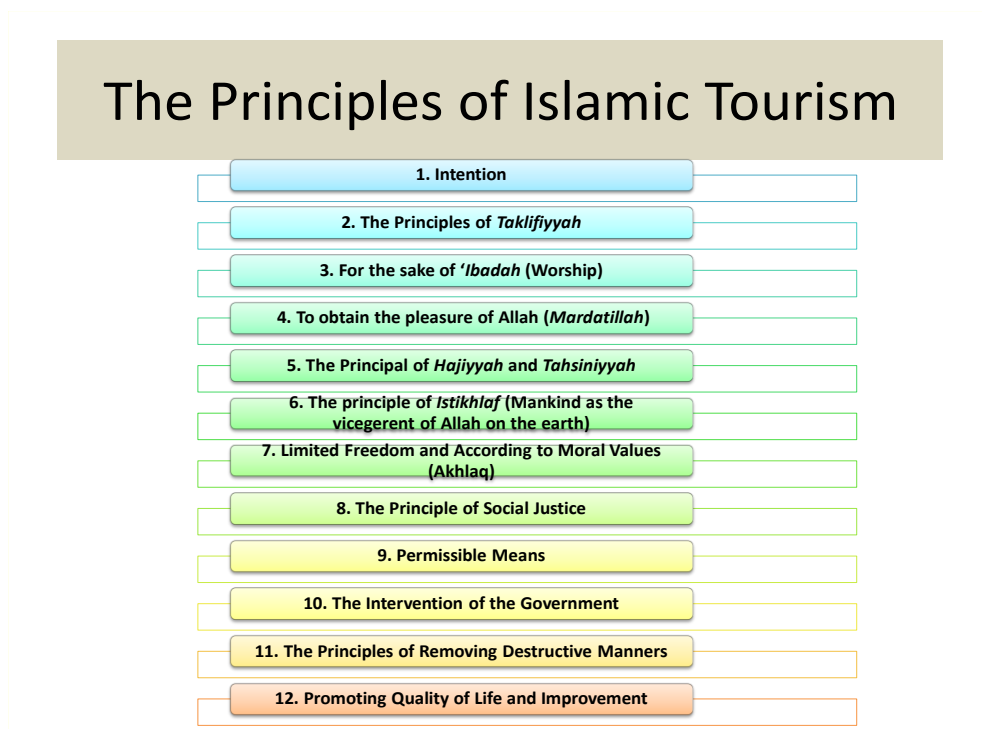 The Principles of Islamic Tourism
1. Intention
2. The Principles of Taklifiyyah
3. For the sake of ‘Ibadah (Worship)
4. To obtain the pleasure of Allah (Mardatillah)
5. The Principal of Hajiyyah and Tahsiniyyah
6. The principle of Istikhlaf (Mankind as the
vicegerent of Allah on the earth)
7. Limited Freedom and According to Moral Values
(Akhlaq)
8. The Principle of Social Justice
9. Permissible Means
10. The Intervention of the Government
11. The Principles of Removing Destructive Manners
12. Promoting Quality of Life and Improvement